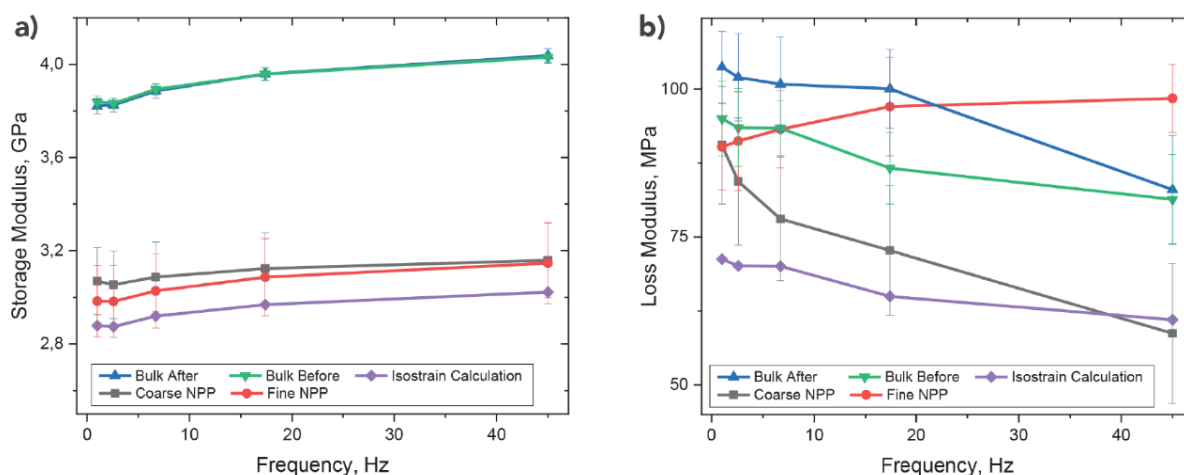 a)
Storage Modulus, GPa
4,0
3,6
3,2
2,8
Bulk After
Bulk Before
Isostrain Calculation
Coarse NPP
Fine NPP
0
10
20
30
40
Frequency, Hz
b)
Loss Modulus, MPa
100
75
50
Bulk After
Bulk Before
Isostrain Calculation
Coarse NPP
Fine NPP
0
10
20
30
40
Frequency, Hz